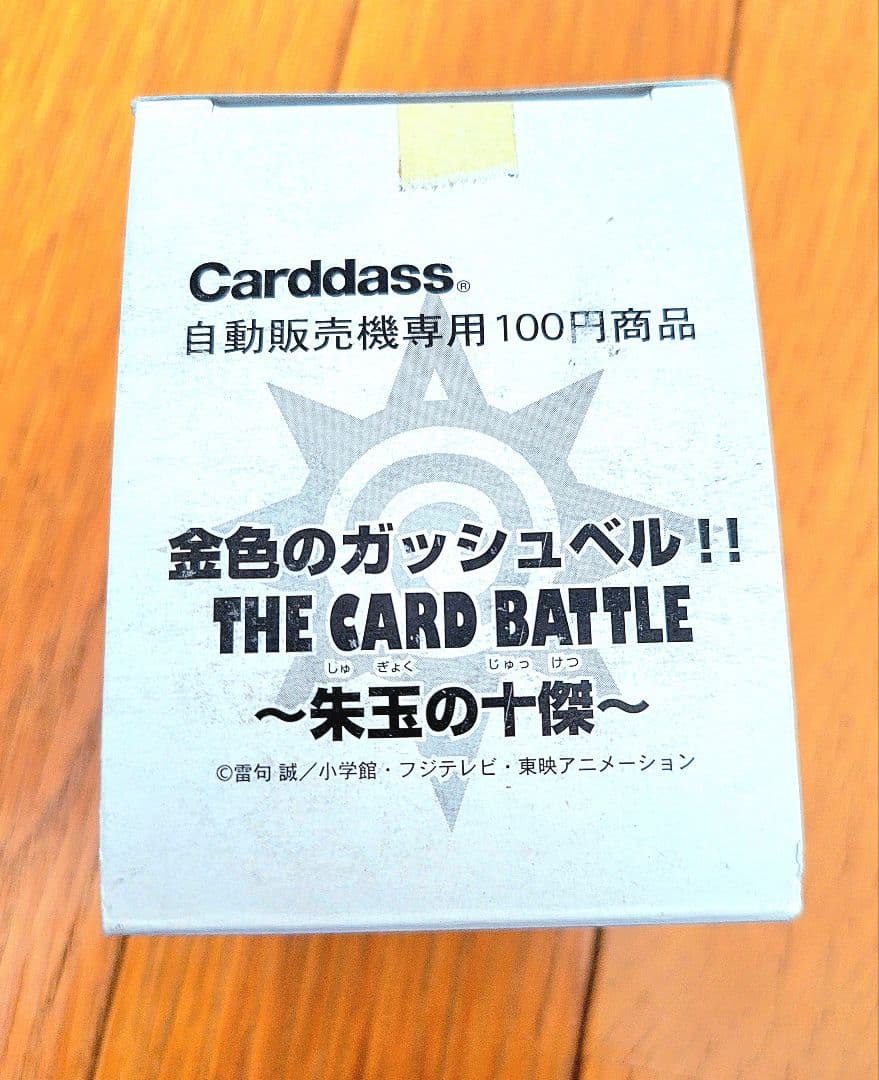 Carddass®
自動販売機専用100円商品
金色のガッシュベル!!
THE CARD BATTLE
しゅ ぎょく じゅっ けつ
～朱玉の十傑～
©雷句 誠／小学館・フジテレビ・東映アニメーション